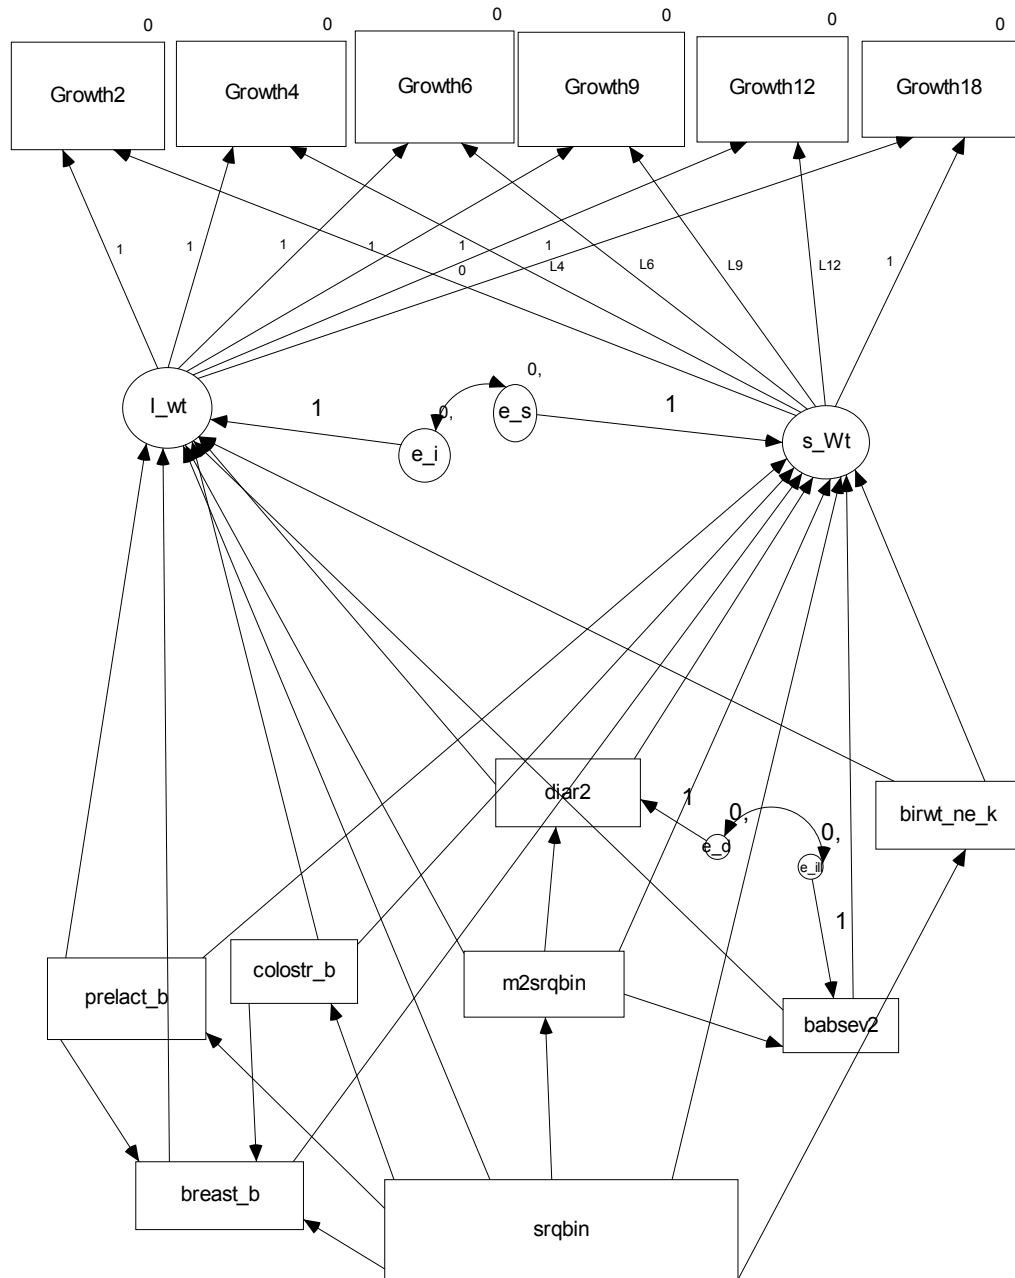 0 0 0 0 0 0
Growth2 Growth4 Growth6 Growth9 Growth12 Growth18
1 1 1 1 1 1
0 L4 L6 L9 L12 1
0,
I_wt 1 0, e_s 1
e_i s_Wt
diar2 1 0, 0, birwt_ne_k
e_d e_ill
1
prelact_b colostr_b m2srqbin
babsev2
breast_b
srqbin